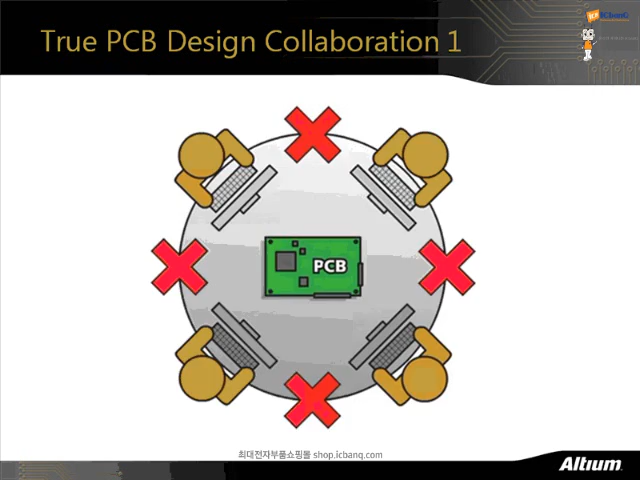 True PCB Design Collaboration 1
ICbanQ
PCB
최대전자부품쇼핑몰 shop.icbanq.com
Altium